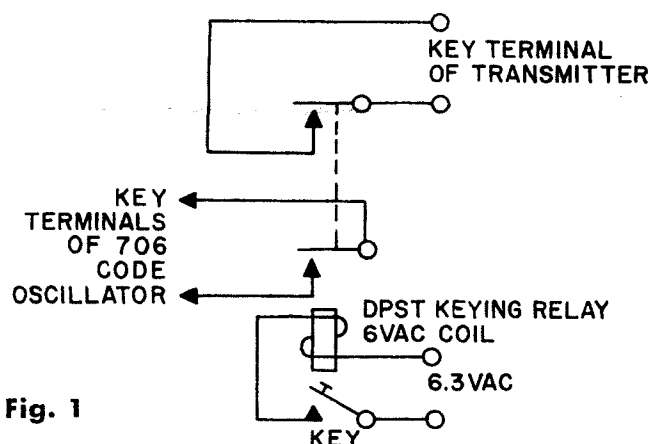 KEY TERMINAL
OF TRANSMITTER
KEY
TERMINALS
OF 706
CODE
OSCILLATOR
DPST KEYING RELAY
6VAC COIL
6.3VAC
Fig. 1
KEY